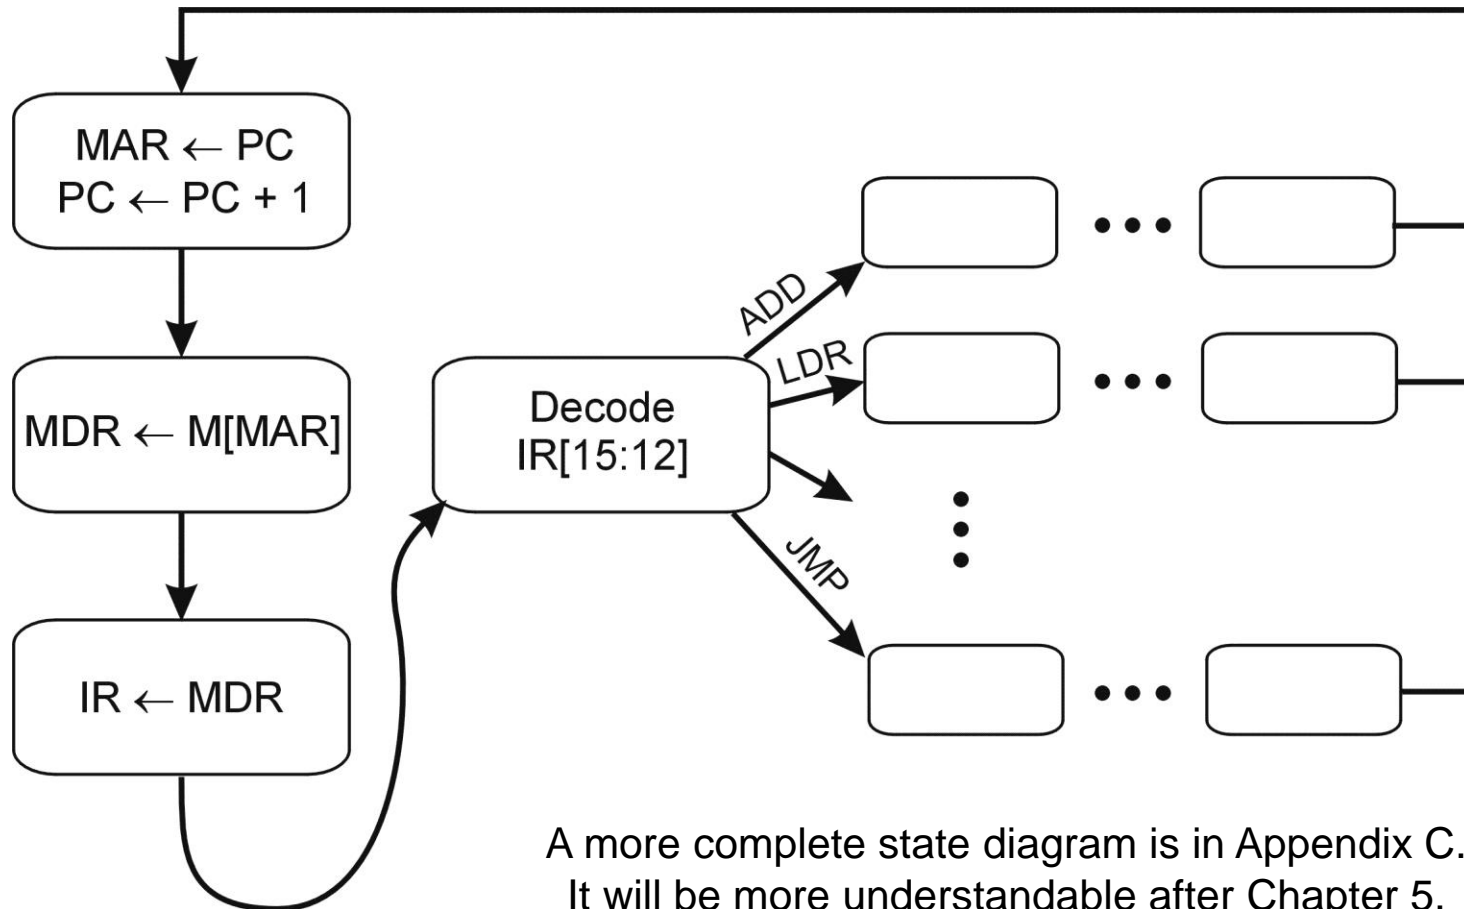 MAR ← PC
PC ← PC + 1
MDR ← M[MAR]
IR ← MDR
Decode
IR[15:12]
ADD
LDR
JMP
A more complete state diagram is in Appendix C.
It will be more understandable after Chapter 5.